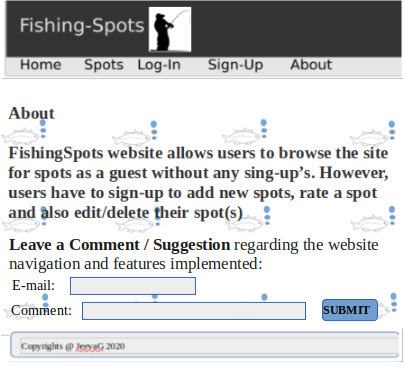 Fishing-Spots
Home Spots Log-In Sign-Up About
About
FishingSpots website allows users to browse the site
for spots as a guest without any sing-up's. However,
users have to sign-up to add new spots, rate a spot
and also edit/delete their spot(s)
Leave a Comment / Suggestion regarding the website
navigation and features implemented:
E-mail:
Comment: SUBMIT
Copyrights @ JeevaG 2020